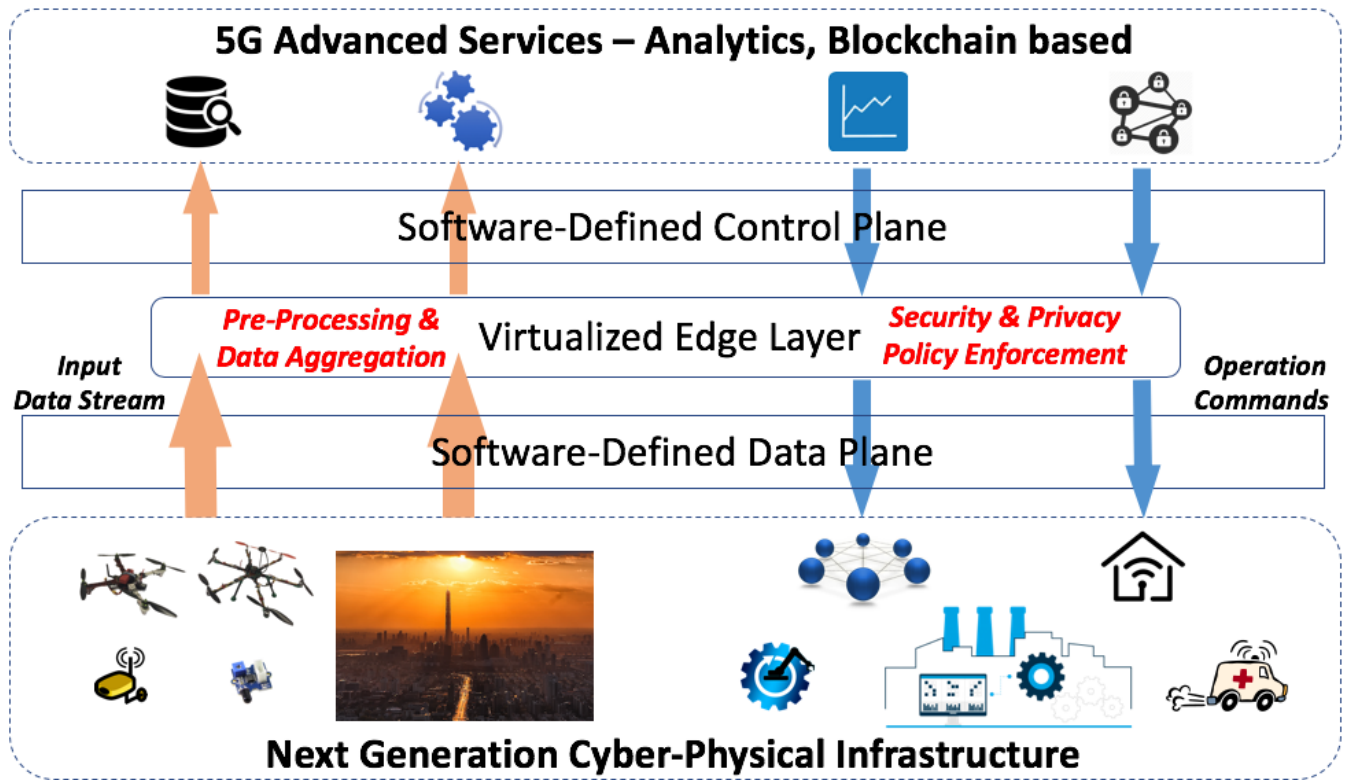 5G Advanced Services – Analytics, Blockchain based
Software-Defined Control Plane
Pre-Processing &
Data Aggregation
Virtualized Edge Layer
Security & Privacy
Policy Enforcement
Input
Data Stream
Operation
Commands
Software-Defined Data Plane
Next Generation Cyber-Physical Infrastructure